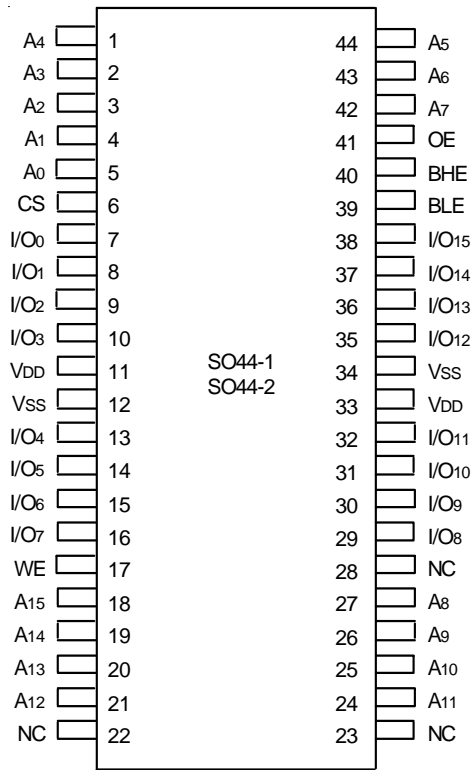 A4 1 44 A5
A3 2 43 A6
A2 3 42 A7
A1 4 41 OE
A0 5 40 BHE
CS 6 39 BLE
I/O0 7 38 I/O15
I/O1 8 37 I/O14
I/O2 9 36 I/O13
I/O3 10 35 I/O12
VDD 11 SO44-1 34 VSS
VSS 12 SO44-2 33 VDD
I/O4 13 32 I/O11
I/O5 14 31 I/O10
I/O6 15 30 I/O9
I/O7 16 29 I/O8
WE 17 28 NC
A15 18 27 A8
A14 19 26 A9
A13 20 25 A10
A12 21 24 A11
NC 22 23 NC